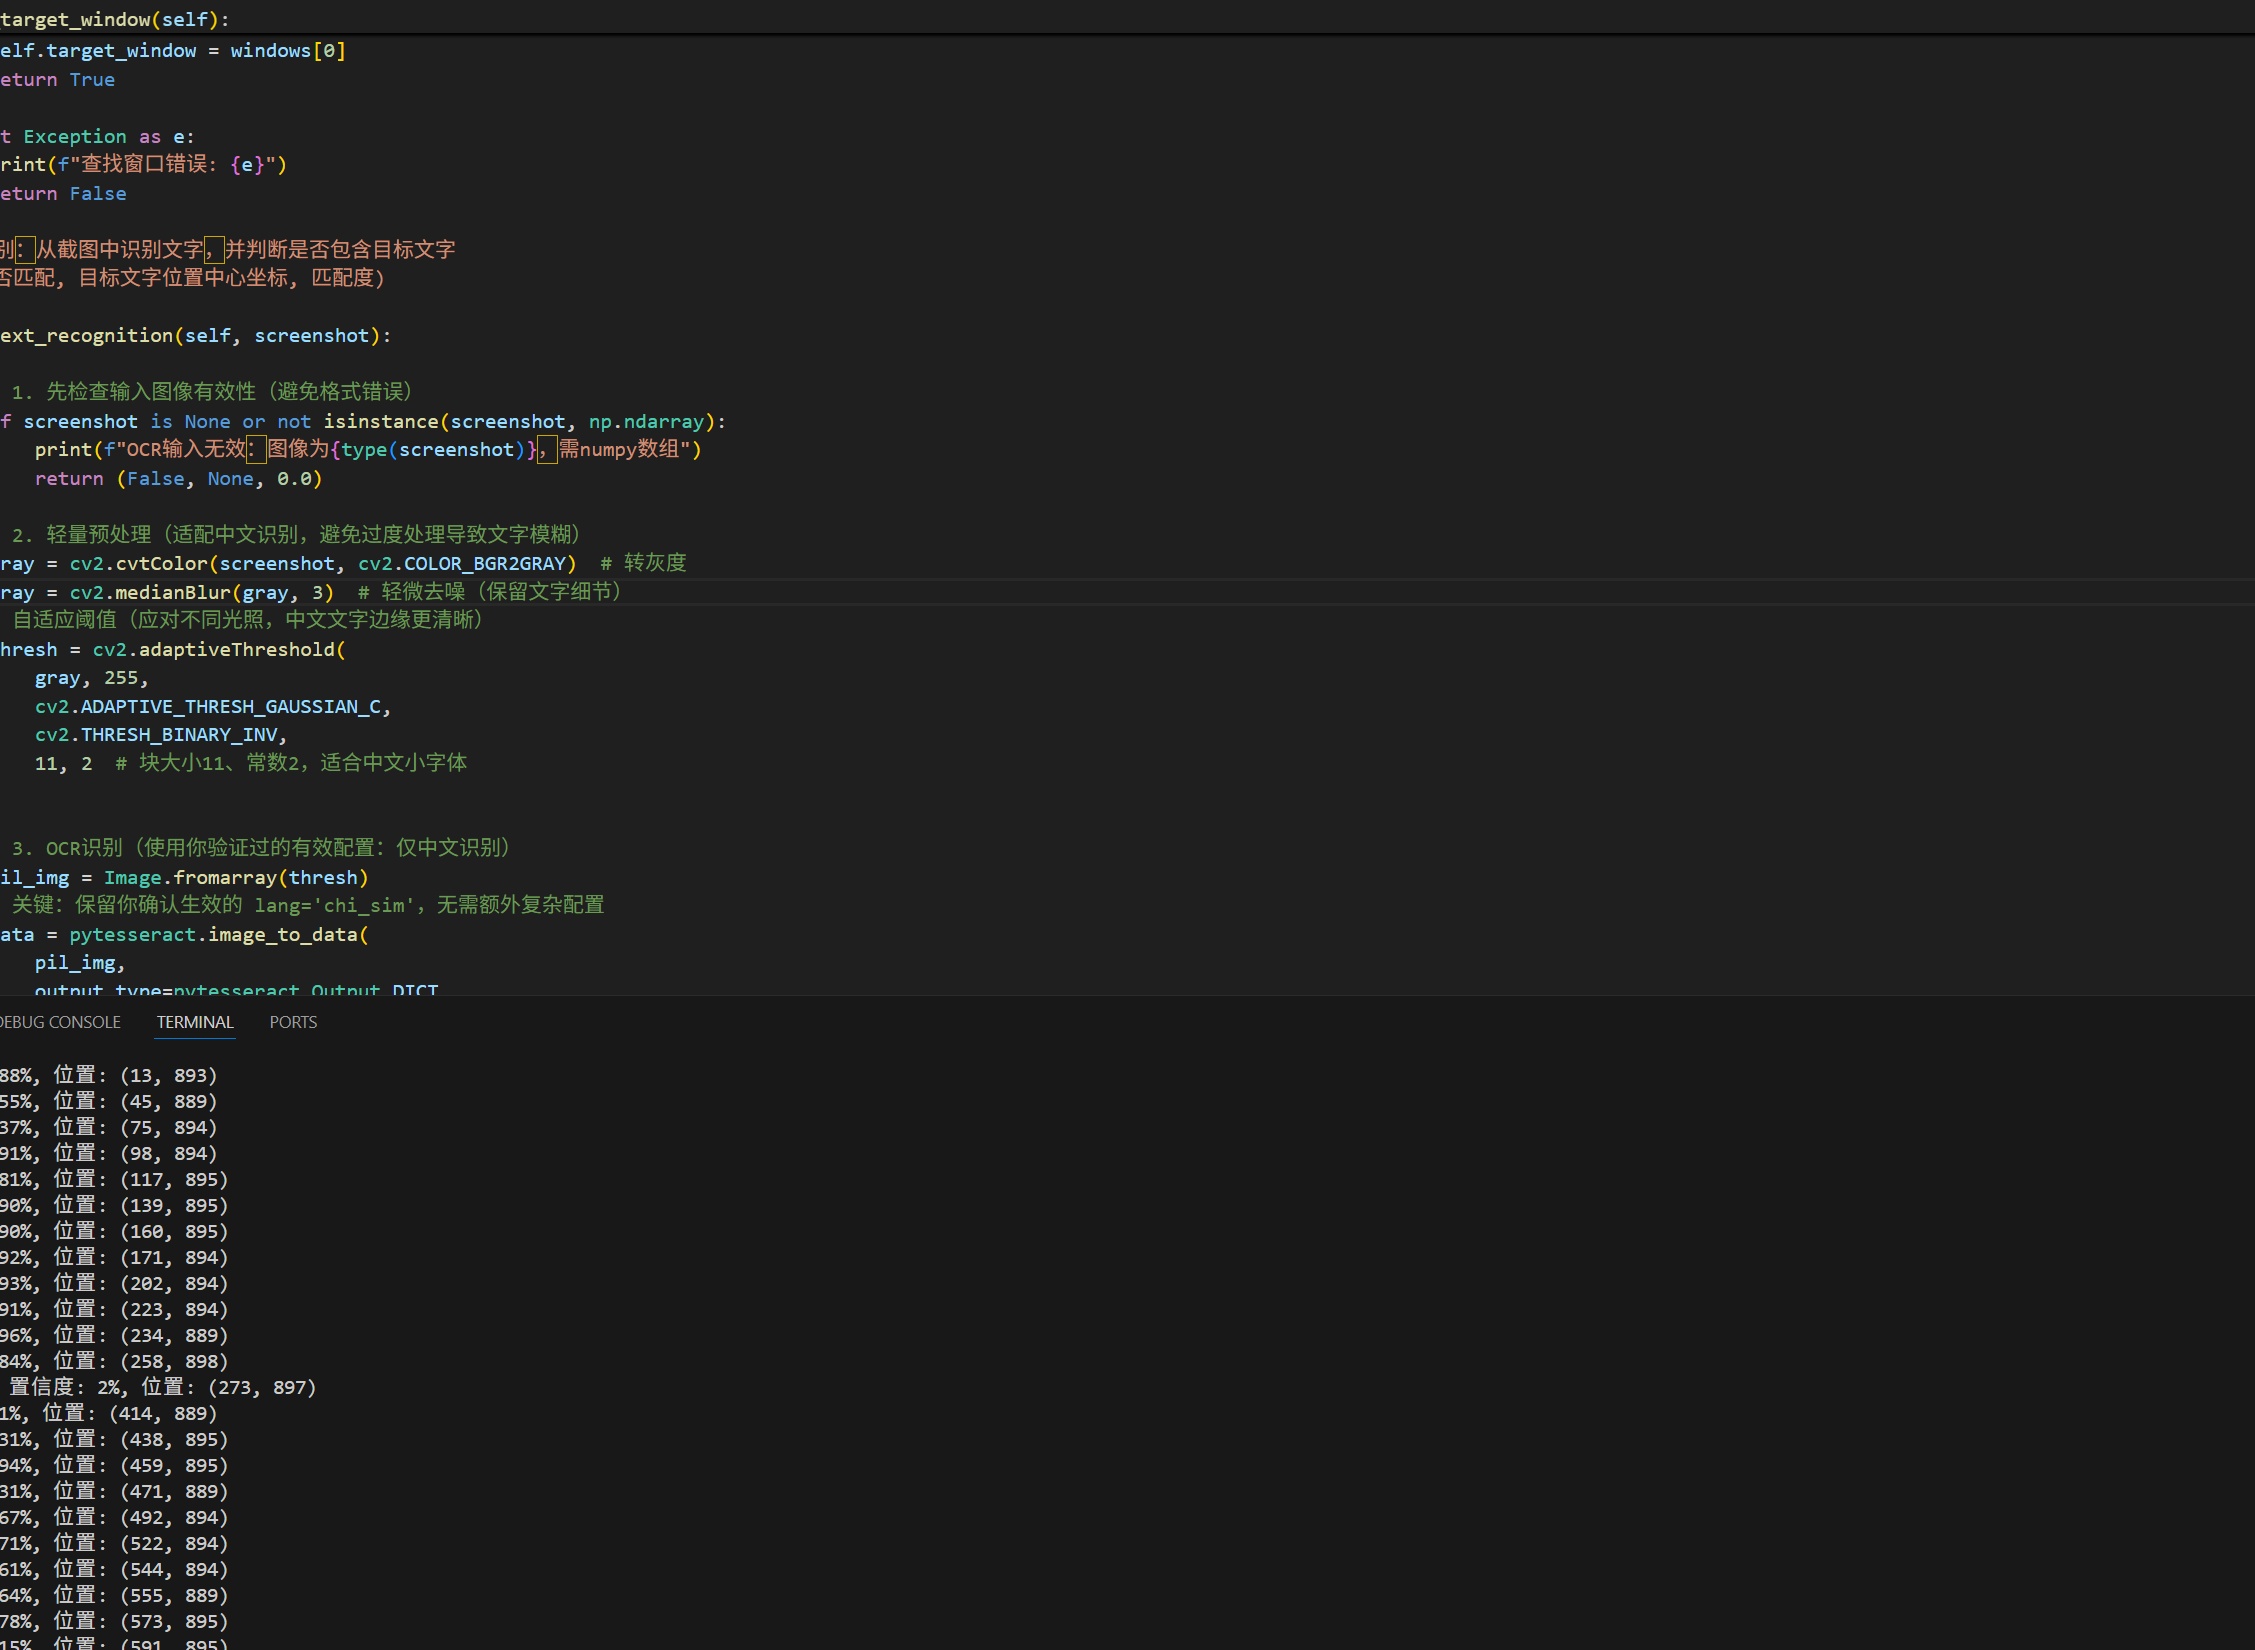 target_window(self):
elf.target_window = windows[0]
eturn True
t Exception as e:
rint(f"查找窗口错误: {e}")
eturn False
别：从截图中识别文字，并判断是否包含目标文字
否匹配, 目标文字位置中心坐标, 匹配度)
ext_recognition(self, screenshot):
1. 先检查输入图像有效性（避免格式错误）
f screenshot is None or not isinstance(screenshot, np.ndarray):
print(f"OCR输入无效：图像为{type(screenshot)}，需numpy数组")
return (False, None, 0.0)
2. 轻量预处理（适配中文识别，避免过度处理导致文字模糊）
ray = cv2.cvtColor(screenshot, cv2.COLOR_BGR2GRAY)  # 转灰度
ray = cv2.medianBlur(gray, 3)  # 轻微去噪（保留文字细节）
自适应阈值（应对不同光照，中文文字边缘更清晰）
hresh = cv2.adaptiveThreshold(
gray, 255,
cv2.ADAPTIVE_THRESH_GAUSSIAN_C,
cv2.THRESH_BINARY_INV,
11, 2  # 块大小11、常数2，适合中文小字体
3. OCR识别（使用你验证过的有效配置：仅中文识别）
il_img = Image.fromarray(thresh)
关键：保留你确认生效的 lang='chi_sim'，无需额外复杂配置
ata = pytesseract.image_to_data(
pil_img,
output_type=pytesseract.Output.DICT
DEBUG CONSOLE TERMINAL PORTS
88%, 位置: (13, 893)
55%, 位置: (45, 889)
37%, 位置: (75, 894)
91%, 位置: (98, 894)
81%, 位置: (117, 895)
90%, 位置: (139, 895)
90%, 位置: (160, 895)
92%, 位置: (171, 894)
93%, 位置: (202, 894)
91%, 位置: (223, 894)
96%, 位置: (234, 889)
84%, 位置: (258, 898)
置信度: 2%, 位置: (273, 897)
1%, 位置: (414, 889)
31%, 位置: (438, 895)
94%, 位置: (459, 895)
31%, 位置: (471, 889)
67%, 位置: (492, 894)
71%, 位置: (522, 894)
61%, 位置: (544, 894)
64%, 位置: (555, 889)
78%, 位置: (573, 895)
15%, 位置: (591, 895)